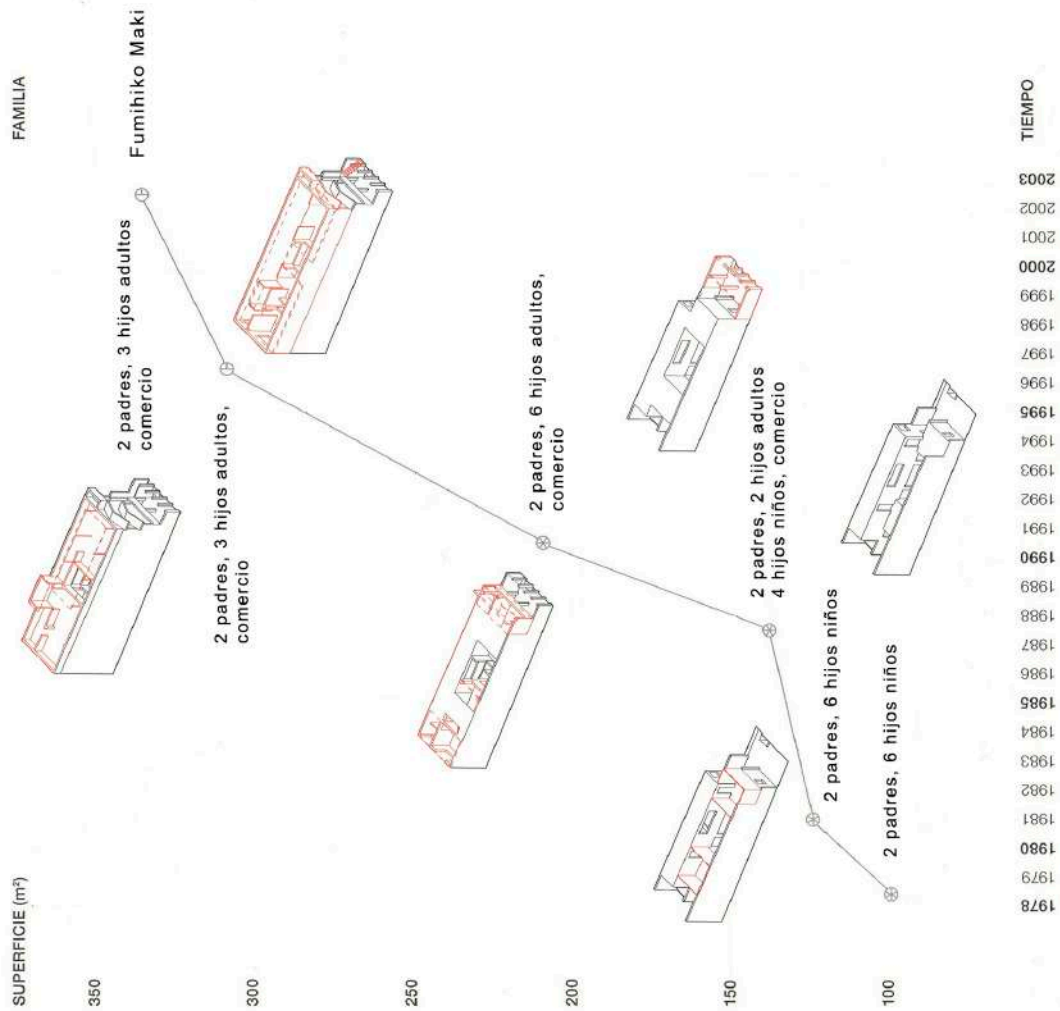 SUPERFICIE (m²)
FAMILIA
Fumihiko Maki
350
2 padres, 3 hijos adultos
comercio
300
2 padres, 3 hijos adultos,
comercio
250
2 padres, 6 hijos adultos,
comercio
200
2 padres, 2 hijos adultos
4 hijos niños, comercio
150
2 padres, 6 hijos niños
2 padres, 6 hijos niños
100
TIEMPO
1978
1979
1980
1981
1982
1983
1984
1985
1986
1987
1988
1989
1990
1991
1992
1993
1994
1995
1996
1997
1998
1999
2000
2001
2002
2003